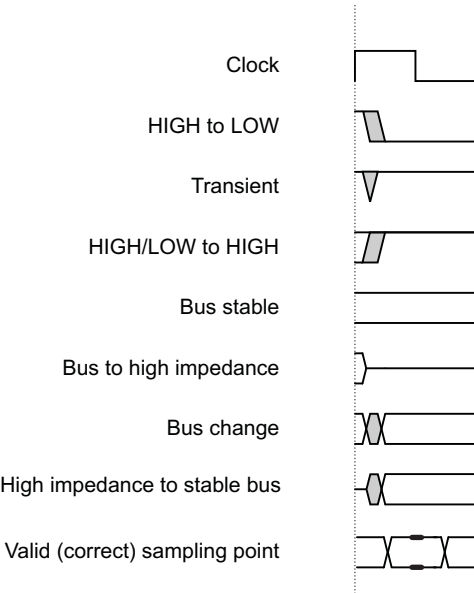 Clock
HIGH to LOW
Transient
HIGH/LOW to HIGH
Bus stable
Bus to high impedance
Bus change
High impedance to stable bus
Valid (correct) sampling point